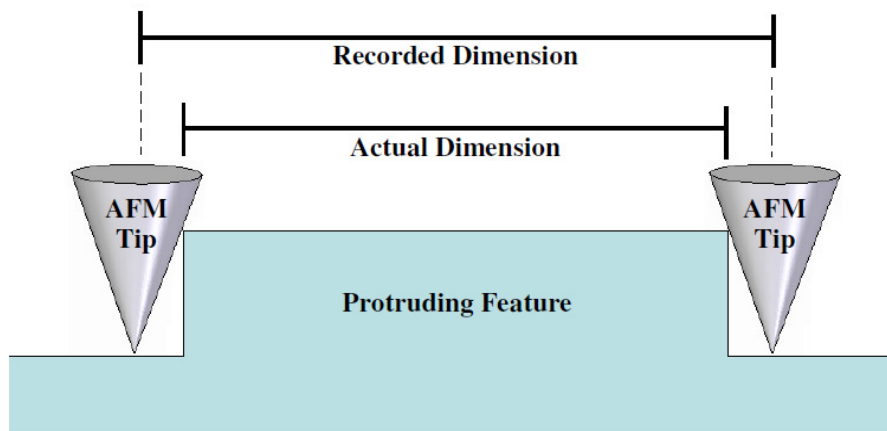 Recorded Dimension
Actual Dimension
AFM
Tip
AFM
Tip
Protruding Feature